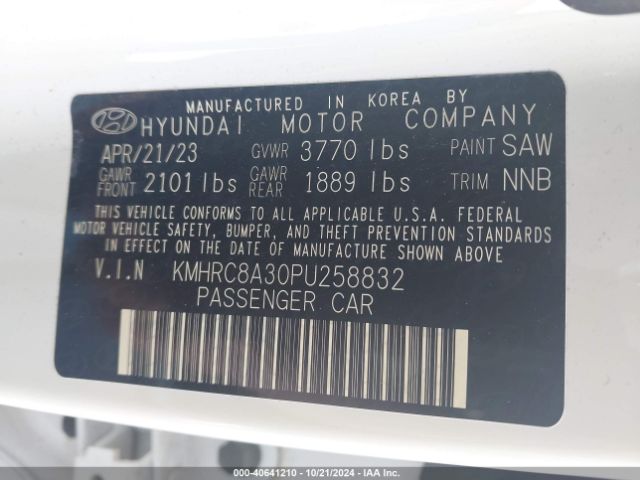 MANUFACTURED IN KOREA BY
HYUNDAI MOTOR COMPANY
APR/21/23 GVWR 3770 lbs PAINT SAW
GAWR FRONT 2101 lbs GAWR REAR 1889 lbs TRIM NNB
THIS VEHICLE CONFORMS TO ALL APPLICABLE U.S.A. FEDERAL
MOTOR VEHICLE SAFETY, BUMPER, AND THEFT PREVENTION STANDARDS
IN EFFECT ON THE DATE OF MANUFACTURE SHOWN ABOVE
V.I.N KMHRC8A30PU258832
PASSENGER CAR
000-40641210 - 10/21/2024 - IAA, Inc.